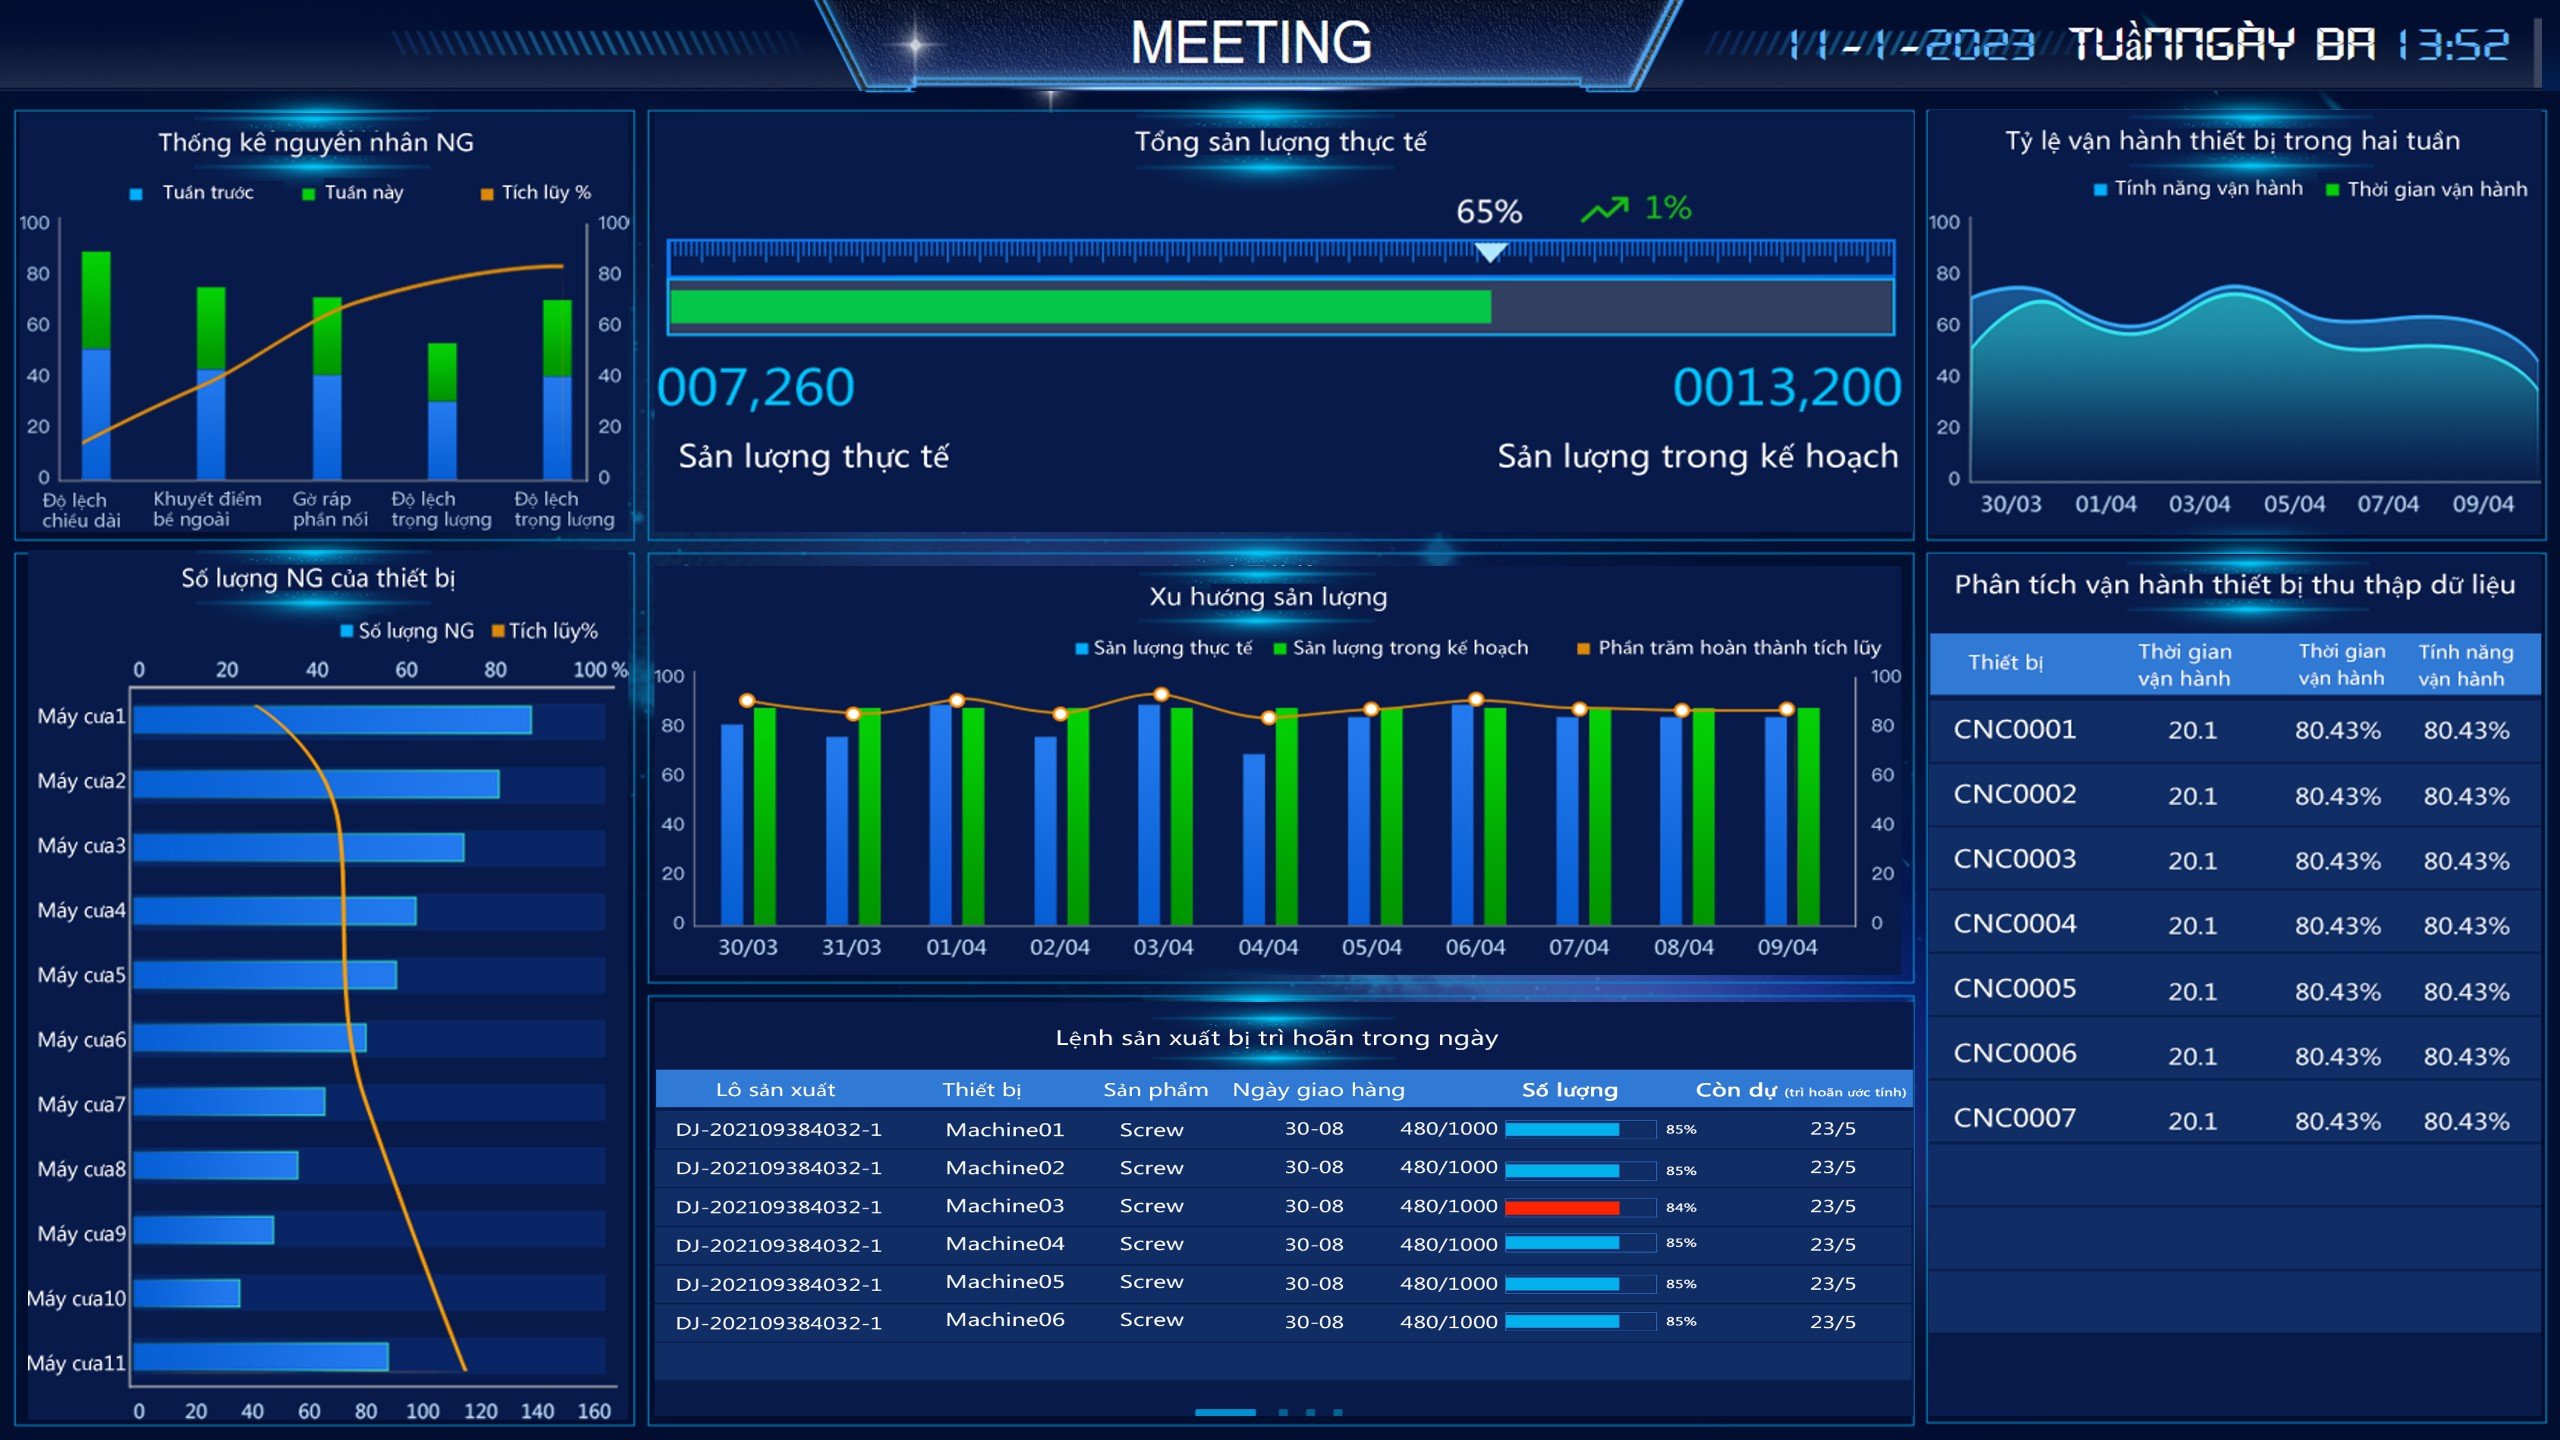 MEETING
11-1-2023 TUầNNGÀY BA 13:52
Thống kê nguyên nhân NG
Tuần trước Tuần này Tích lũy %
100 100
80 80
60 60
40 40
20 20
0 0
Độ lệch chiều dài
Khuyết điểm bề ngoài
Gờ ráp phần nối
Độ lệch trọng lượng
Độ lệch trọng lượng
Tổng sản lượng thực tế
65% 1%
007,260 0013,200
Sản lượng thực tế Sản lượng trong kế hoạch
Tỷ lệ vận hành thiết bị trong hai tuần
Tính năng vận hành Thời gian vận hành
100
80
60
40
20
0
30/03 01/04 03/04 05/04 07/04 09/04
Số lượng NG của thiết bị
Số lượng NG Tích lũy%
0 20 40 60 80 100 %
Máy cưa1
Máy cưa2
Máy cưa3
Máy cưa4
Máy cưa5
Máy cưa6
Máy cưa7
Máy cưa8
Máy cưa9
Máy cưa10
Máy cưa11
0 20 40 60 80 100 120 140 160
Xu hướng sản lượng
Sản lượng thực tế Sản lượng trong kế hoạch Phần trăm hoàn thành tích lũy
100 100
80 80
60 60
40 40
20 20
0 0
30/03 31/03 01/04 02/04 03/04 04/04 05/04 06/04 07/04 08/04 09/04
Lệnh sản xuất bị trì hoãn trong ngày
Lô sản xuất Thiết bị Sản phẩm Ngày giao hàng Số lượng Còn dự (trì hoãn ước tính)
DJ-202109384032-1 Machine01 Screw 30-08 480/1000 85% 23/5
DJ-202109384032-1 Machine02 Screw 30-08 480/1000 85% 23/5
DJ-202109384032-1 Machine03 Screw 30-08 480/1000 84% 23/5
DJ-202109384032-1 Machine04 Screw 30-08 480/1000 85% 23/5
DJ-202109384032-1 Machine05 Screw 30-08 480/1000 85% 23/5
DJ-202109384032-1 Machine06 Screw 30-08 480/1000 85% 23/5
Phân tích vận hành thiết bị thu thập dữ liệu
Thiết bị Thời gian vận hành Thời gian vận hành Tính năng vận hành
CNC0001 20.1 80.43% 80.43%
CNC0002 20.1 80.43% 80.43%
CNC0003 20.1 80.43% 80.43%
CNC0004 20.1 80.43% 80.43%
CNC0005 20.1 80.43% 80.43%
CNC0006 20.1 80.43% 80.43%
CNC0007 20.1 80.43% 80.43%